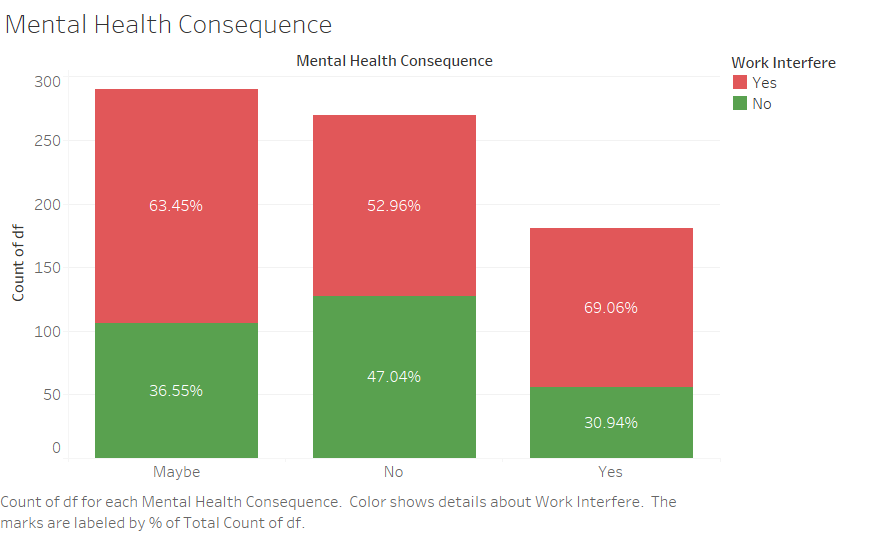 Mental Health Consequence
Mental Health Consequence
Work Interfere
Yes
No
300
250
200
150
100
50
0
Count of df
63.45%
52.96%
69.06%
36.55%
47.04%
30.94%
Maybe
No
Yes
Count of df for each Mental Health Consequence.  Color shows details about Work Interfere.  The
marks are labeled by % of Total Count of df.